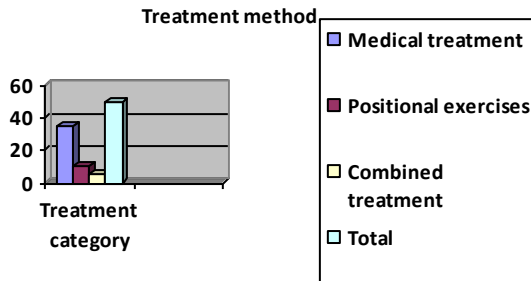 Treatment method
60
40
20
0
Treatment
category
Medical treatment
Positional exercises
Combined
treatment
Total